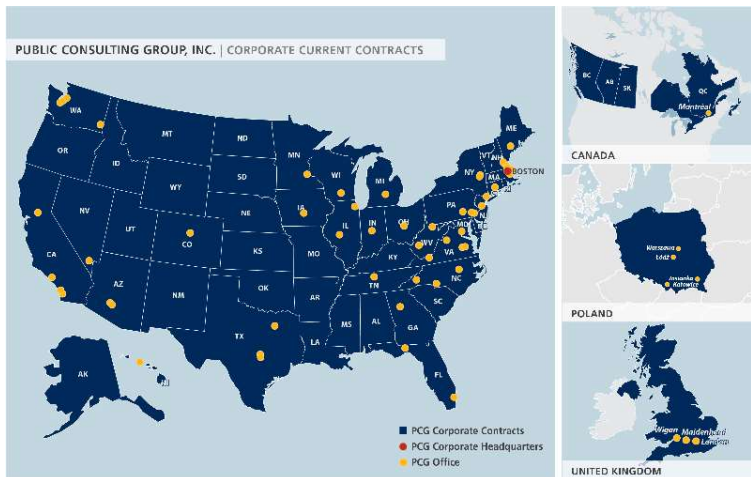 PUBLIC CONSULTING GROUP, INC. | CORPORATE CURRENT CONTRACTS
WA
MT
ND
MN
ME
OR
ID
SD
WI
VT
NH
NY
WY
MI
MA
BOSTON
NV
NE
IA
PA
UT
CO
IL
IN
OH
MD
CA
KS
MO
WV
VA
KY
NC
AZ
NM
OK
AR
TN
SC
TX
LA
MS
AL
GA
AK
HI
FL
PCG Corporate Contracts
PCG Corporate Headquarters
PCG Office
BC
AB
SK
QC
Montréal
CANADA
Warszawa
Łódź
Katowice
POLAND
Wigan
Maidenhead
London
UNITED KINGDOM